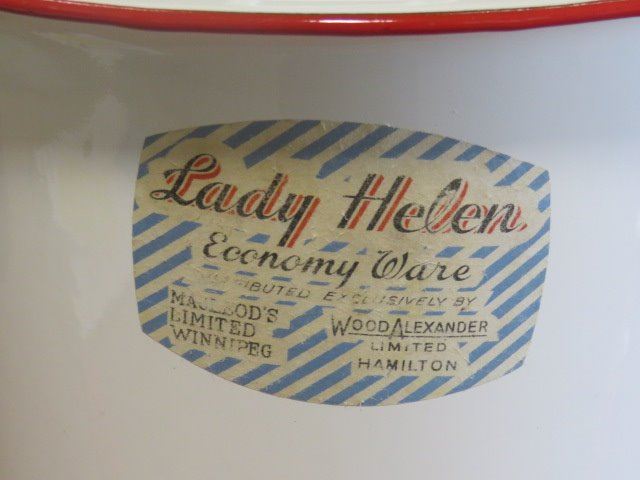 Lady Helen
Economy Ware
DISTRIBUTED EXCLUSIVELY BY
MACLEOD'S
LIMITED
WINNIPEG
WOOD ALEXANDER
LIMITED
HAMILTON